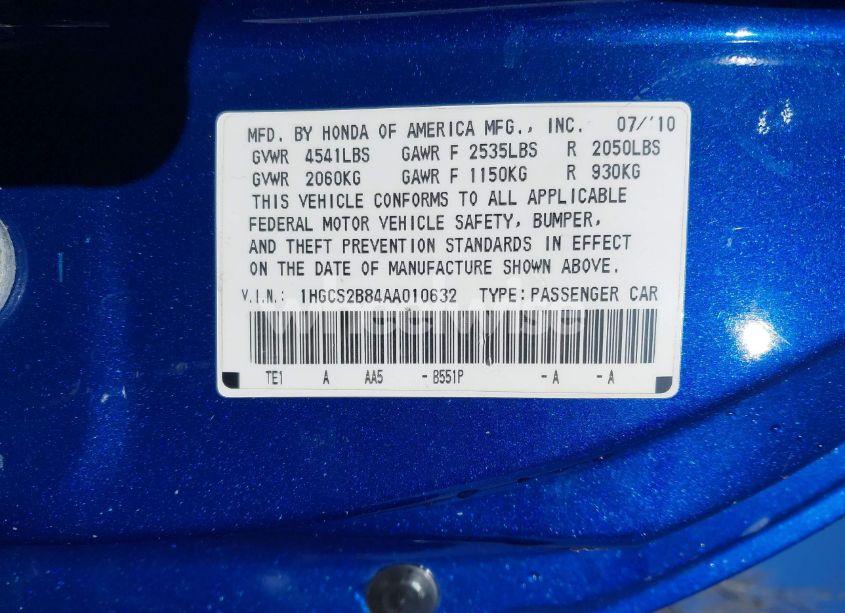 MFD. BY HONDA OF AMERICA MFG., INC. 07/'10
GVWR 4541LBS GAWR F 2535LBS R 2050LBS
GVWR 2060KG GAWR F 1150KG R 930KG
THIS VEHICLE CONFORMS TO ALL APPLICABLE
FEDERAL MOTOR VEHICLE SAFETY, BUMPER,
AND THEFT PREVENTION STANDARDS IN EFFECT
ON THE DATE OF MANUFACTURE SHOWN ABOVE.
V.I.N.: 1HGCS2B84AA010632 TYPE:PASSENGER CAR
wheelwise
TE1 A AA5 -B551P -A -A